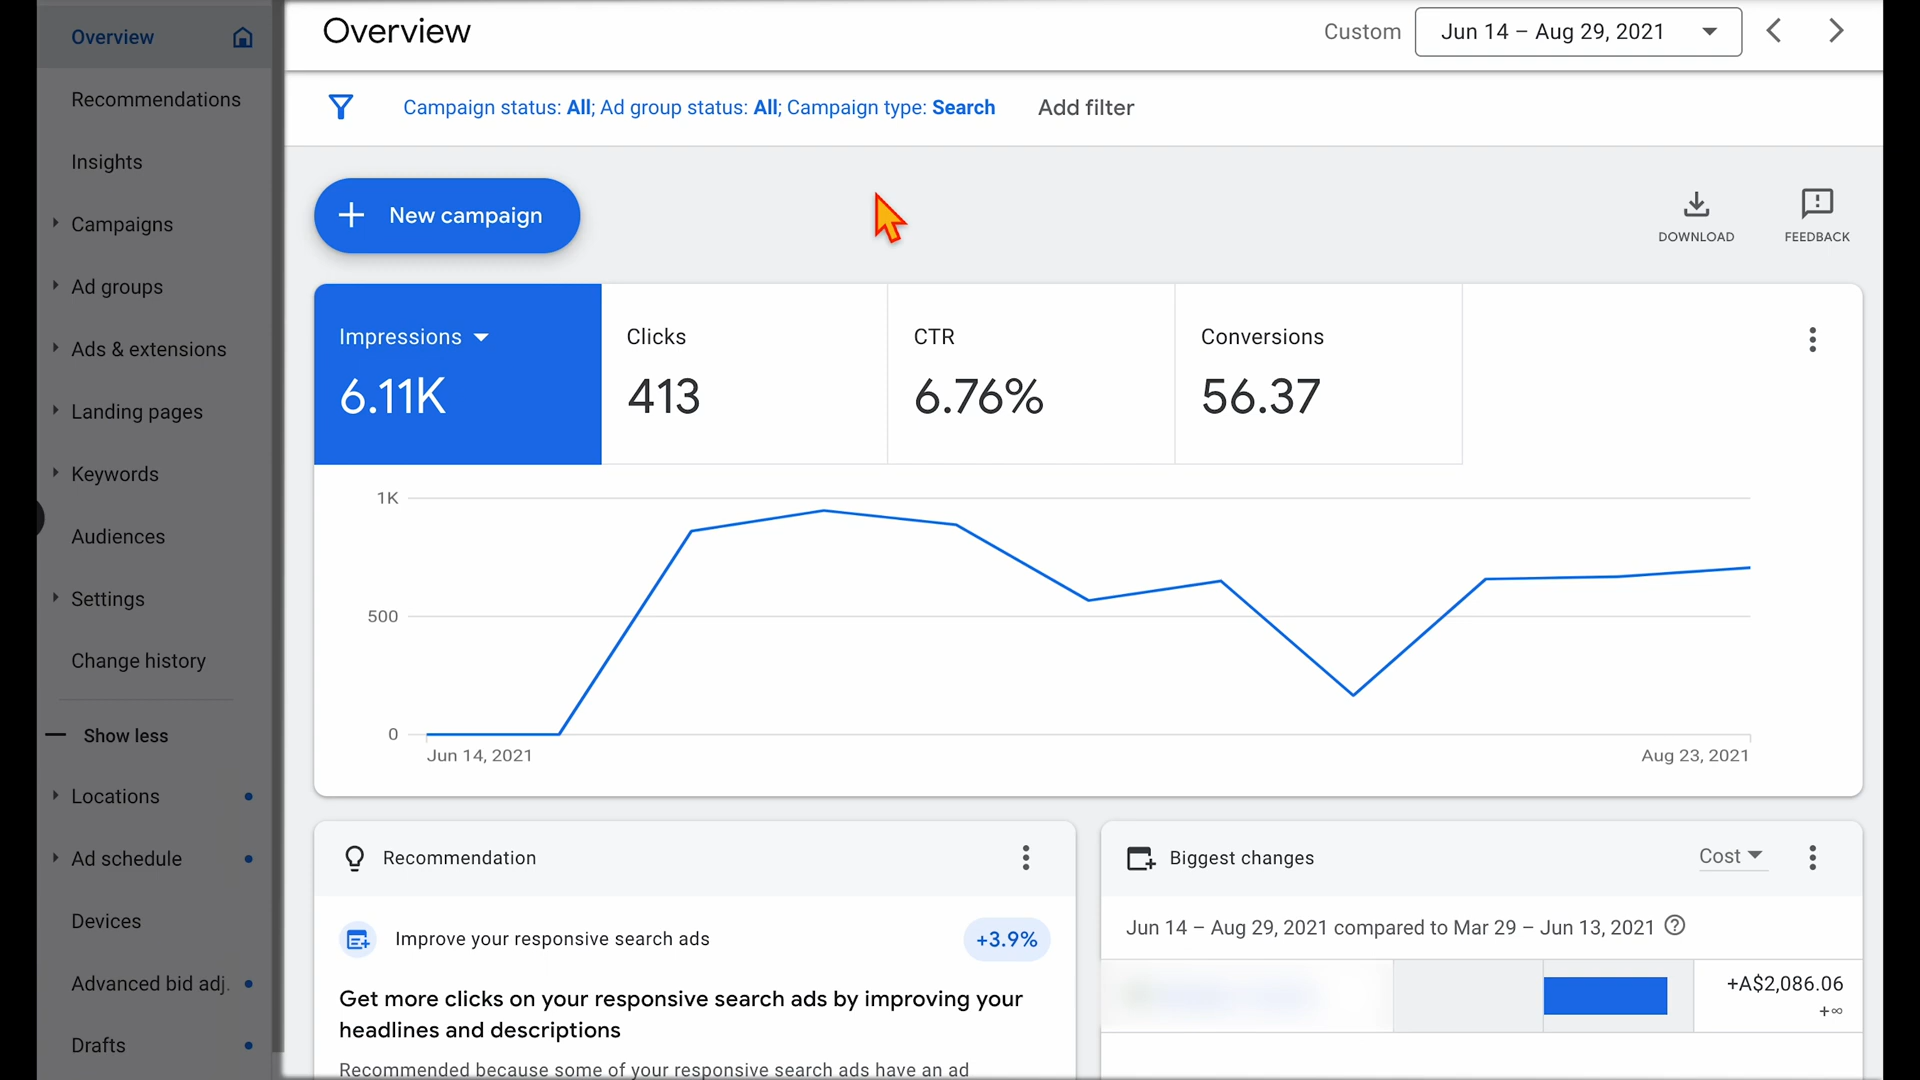 Overview
Recommendations
Insights
Campaigns
Ad groups
Ads & extensions
Landing pages
Keywords
Audiences
Settings
Change history
Show less
Locations
Ad schedule
Devices
Advanced bid adj.
Drafts
Overview
Custom
Jun 14 – Aug 29, 2021
Campaign status: All; Ad group status: All; Campaign type: Search
Add filter
New campaign
DOWNLOAD
FEEDBACK
Impressions
6.11K
Clicks
413
CTR
6.76%
Conversions
56.37
1K
500
0
Jun 14, 2021
Aug 23, 2021
Recommendation
Improve your responsive search ads
+3.9%
Get more clicks on your responsive search ads by improving your
headlines and descriptions
Recommended because some of your responsive search ads have an ad
Biggest changes
Cost
Jun 14 – Aug 29, 2021 compared to Mar 29 – Jun 13, 2021
+A$2,086.06
+∞